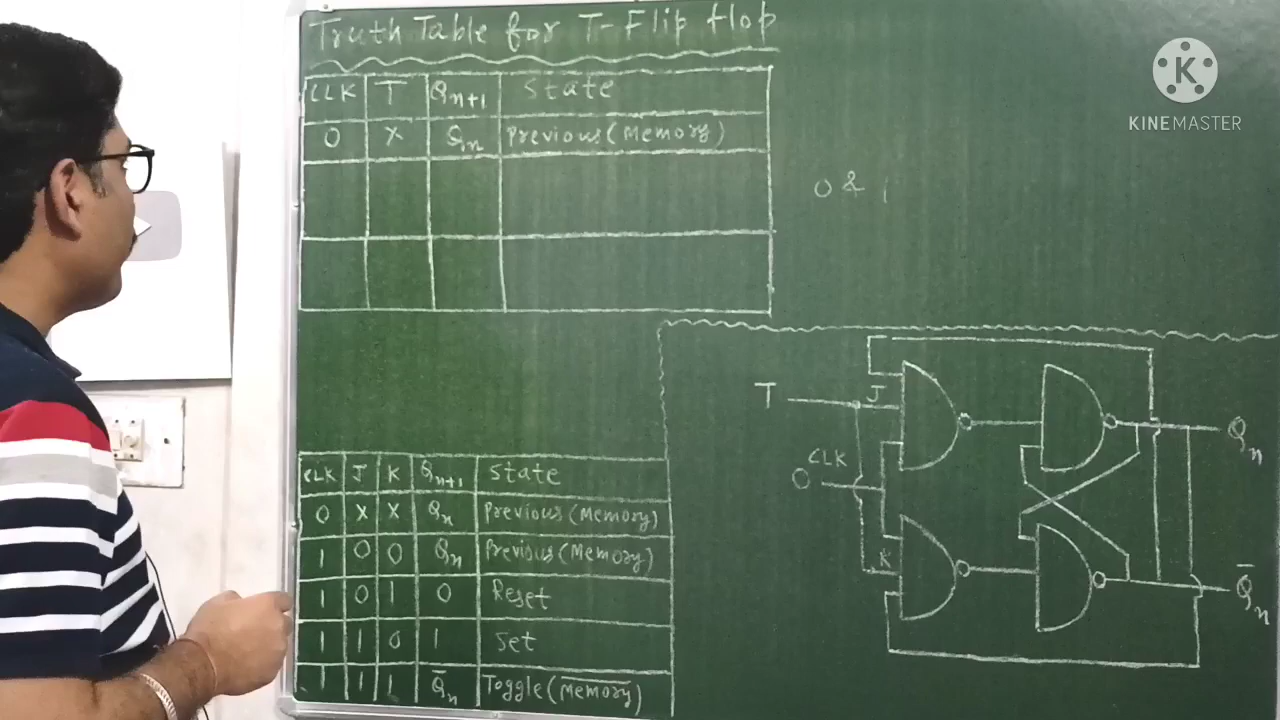 Truth Table for T- Flip flop
CLK T Qn+1 State
0 X Qn Previous (Memory)
0 & 1
CLK J K Qn+1 State
0 X X Qn Previous (Memory)
1 0 0 Qn Previous (Memory)
1 0 1 0 Reset
1 1 0 1 Set
1 1 1 Q̅n Toggle (M̅e̅m̅o̅r̅y̅)
T J Qn
0 CLK
K Q̅n
KINEMASTER
K